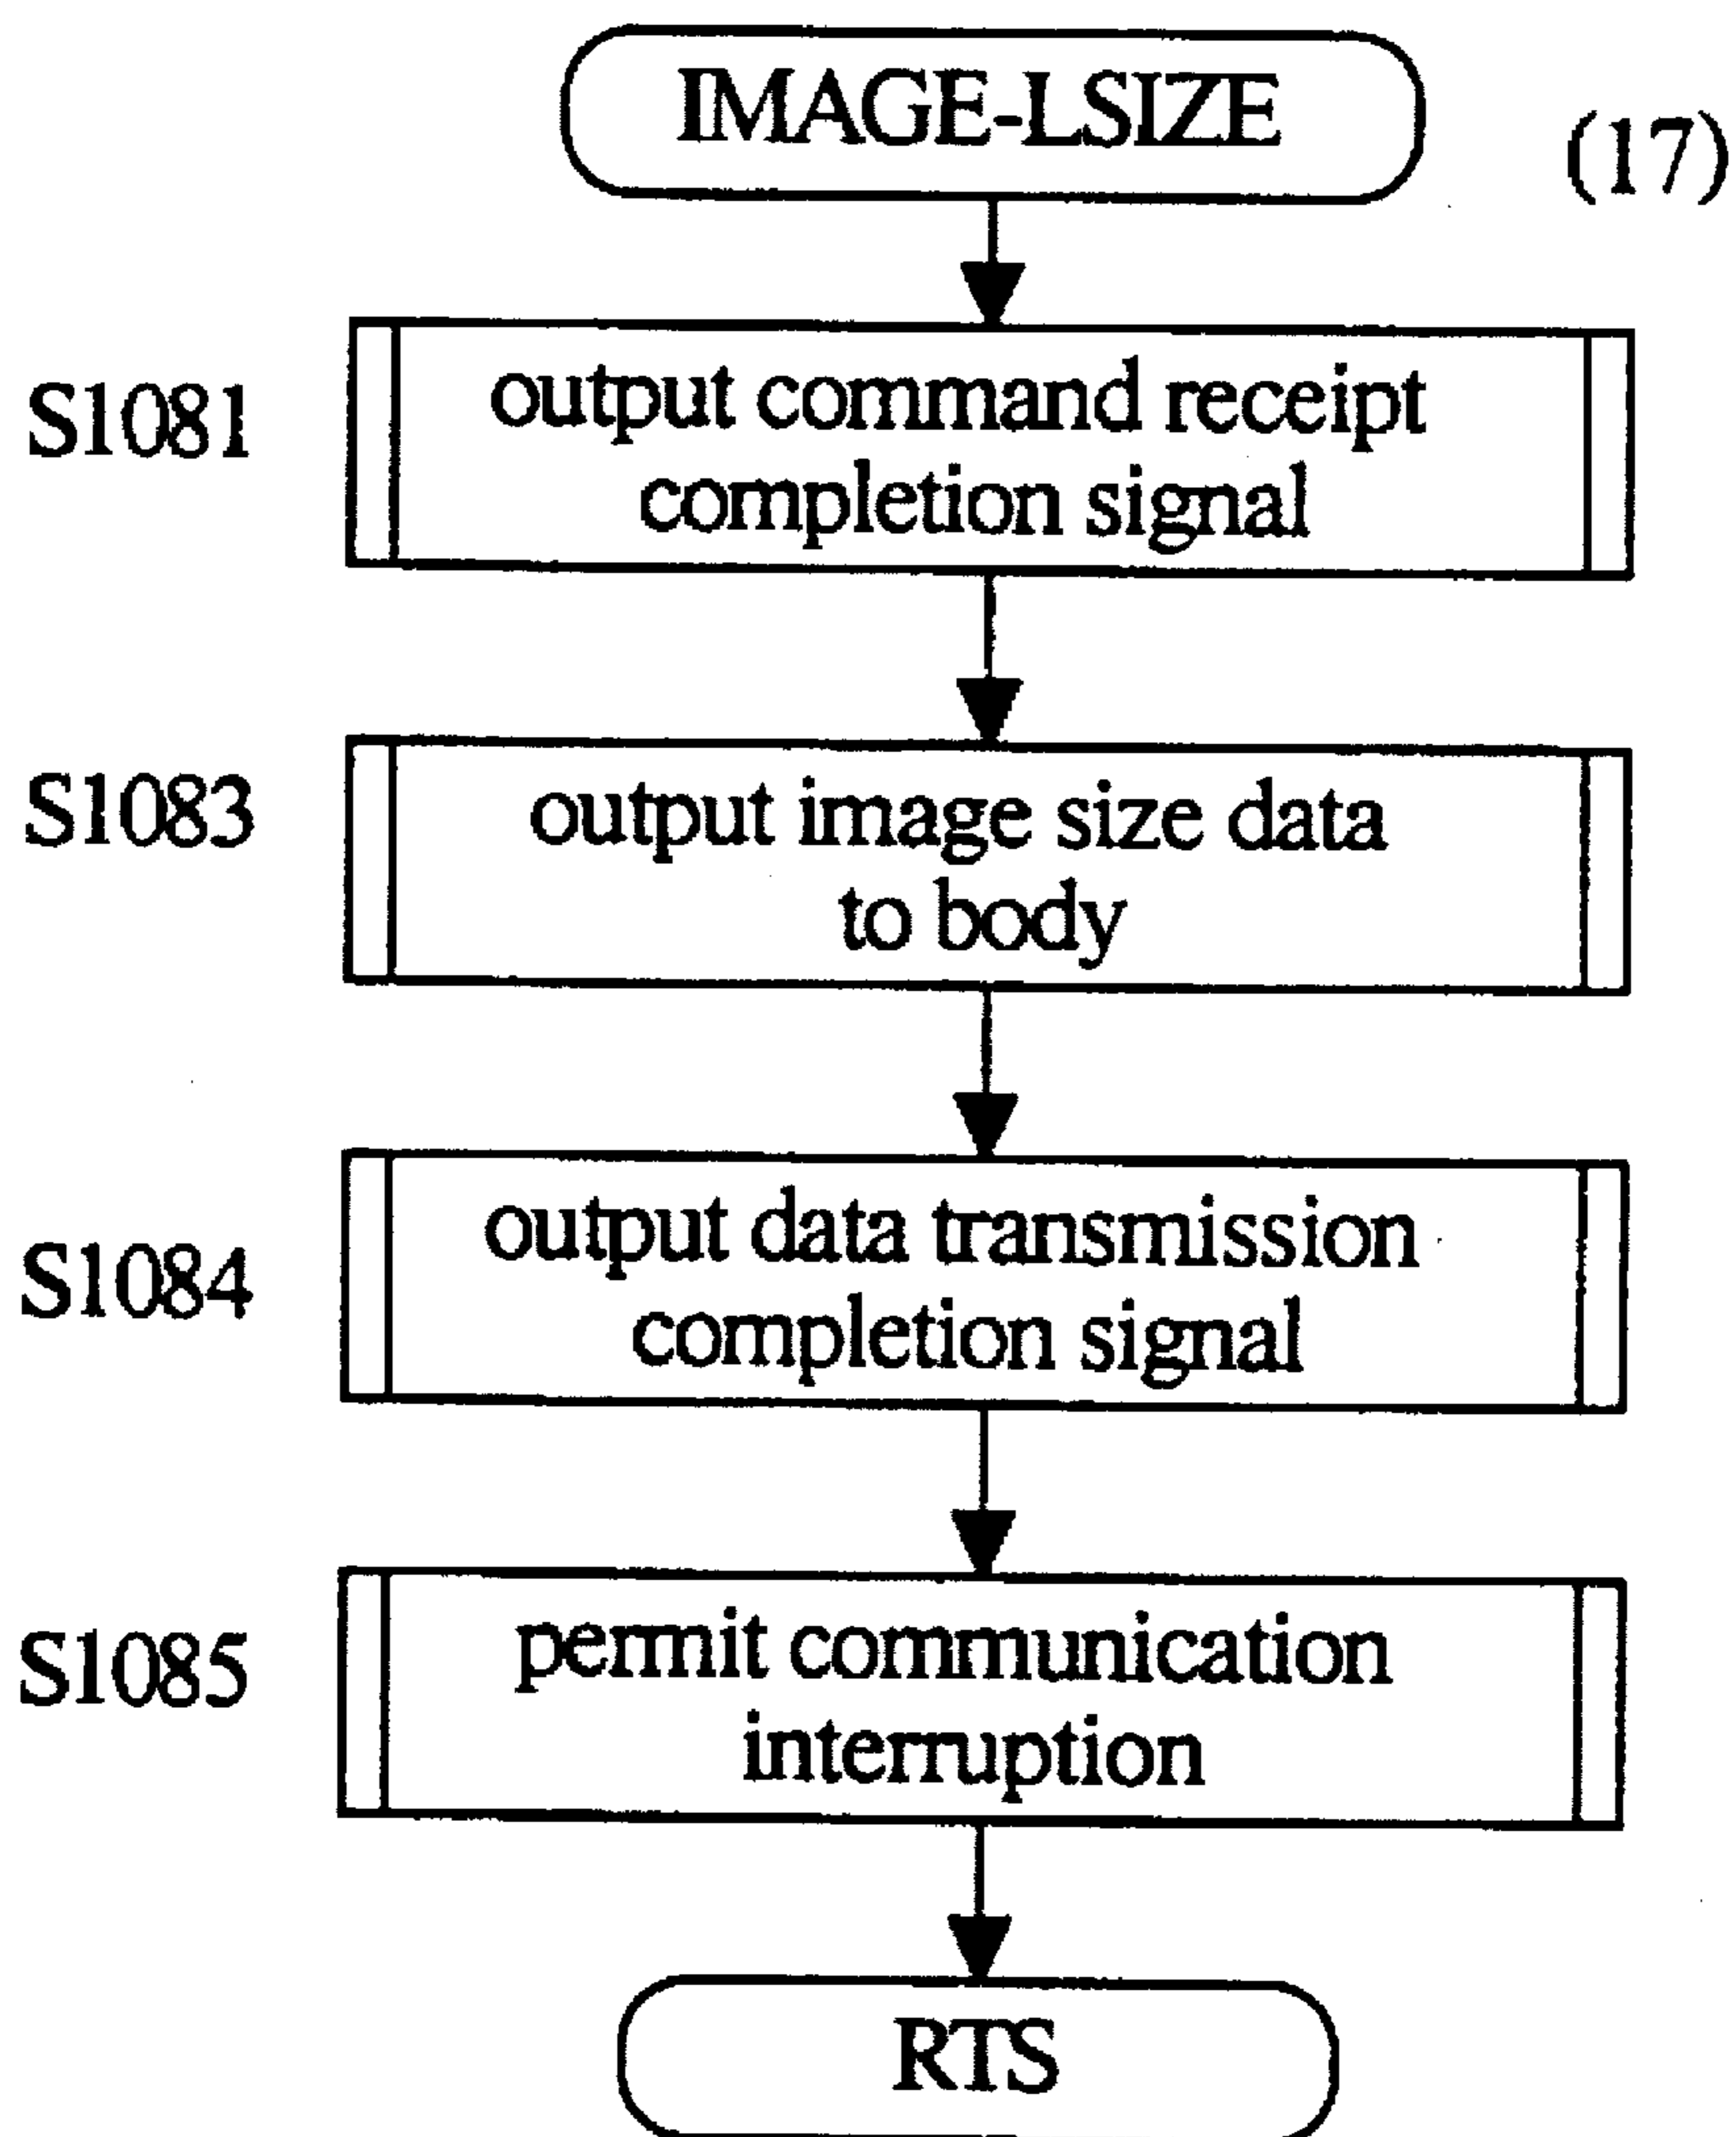 IMAGE-LSIZE
(17)
S1081
output command receipt
completion signal
S1083
output image size data
to body
S1084
output data transmission
completion signal
S1085
permit communication
interruption
RTS